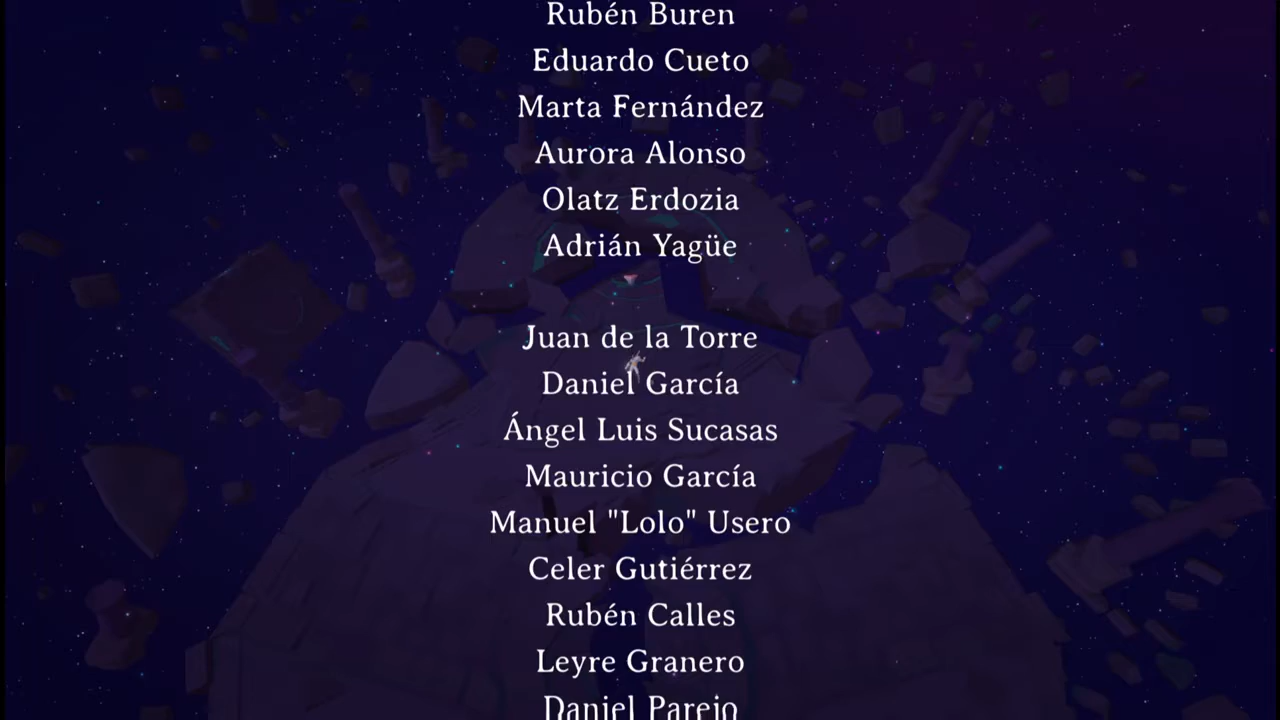 Rubén Buren
Eduardo Cueto
Marta Fernández
Aurora Alonso
Olatz Erdozia
Adrián Yagüe
Juan de la Torre
Daniel García
Ángel Luis Sucasas
Mauricio García
Manuel "Lolo" Usero
Celer Gutiérrez
Rubén Calles
Leyre Granero
Daniel Parejo